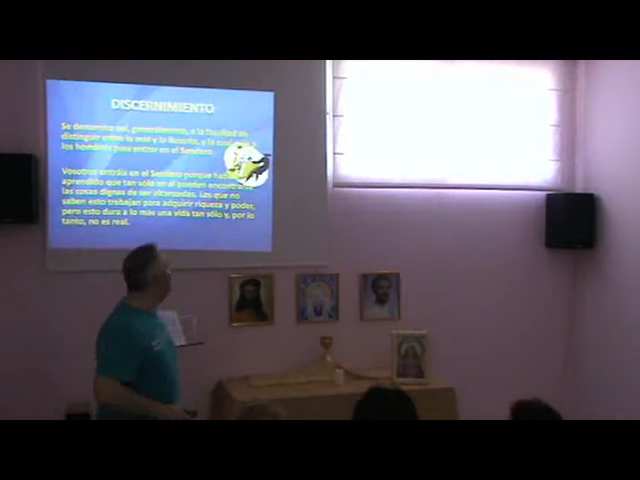 DISCERNIMIENTO
Se denomina así, generalmente, a la facultad de
distinguir entre lo real y lo ilusorio, y la cual
los hombres para entrar en el Sendero
Vosotros entráis en el Sendero porque
aprendido que tan sólo en él pueden encontrarse
las cosas dignas de ser alcanzadas. Los que no
saben esto trabajan para adquirir riqueza y poder,
pero esto dura a lo más una vida tan sólo y, por lo
tanto, no es real.